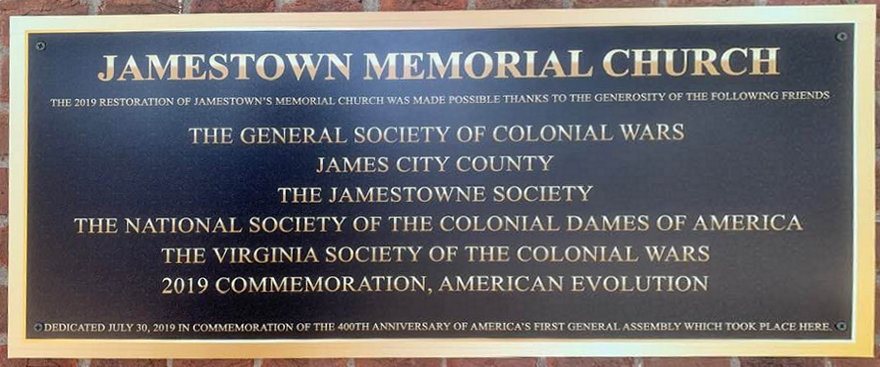 JAMESTOWN MEMORIAL CHURCH
THE 2019 RESTORATION OF JAMESTOWN'S MEMORIAL CHURCH WAS MADE POSSIBLE THANKS TO THE GENEROSITY OF THE FOLLOWING FRIENDS
THE GENERAL SOCIETY OF COLONIAL WARS
JAMES CITY COUNTY
THE JAMESTOWNE SOCIETY
THE NATIONAL SOCIETY OF THE COLONIAL DAMES OF AMERICA
THE VIRGINIA SOCIETY OF THE COLONIAL WARS
2019 COMMEMORATION, AMERICAN EVOLUTION
DEDICATED JULY 30, 2019 IN COMMEMORATION OF THE 400TH ANNIVERSARY OF AMERICA'S FIRST GENERAL ASSEMBLY WHICH TOOK PLACE HERE.